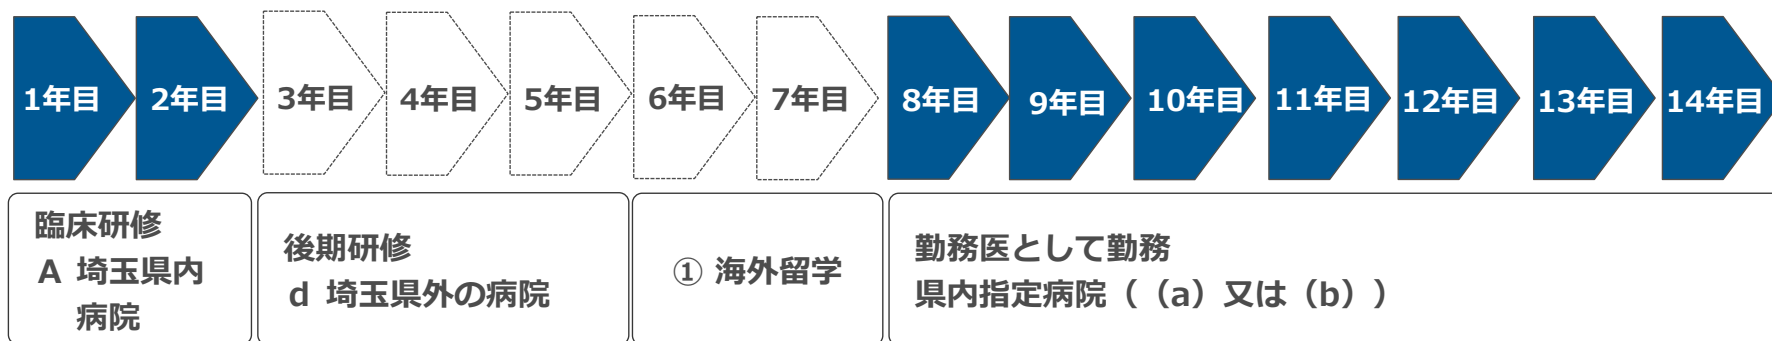 1年目 2年目 3年目 4年目 5年目 6年目 7年目 8年目 9年目 10年目 11年目 12年目 13年目 14年目
臨床研修
A 埼玉県内
病院
後期研修
d 埼玉県外の病院
① 海外留学
勤務医として勤務
県内指定病院（（a）又は（b））